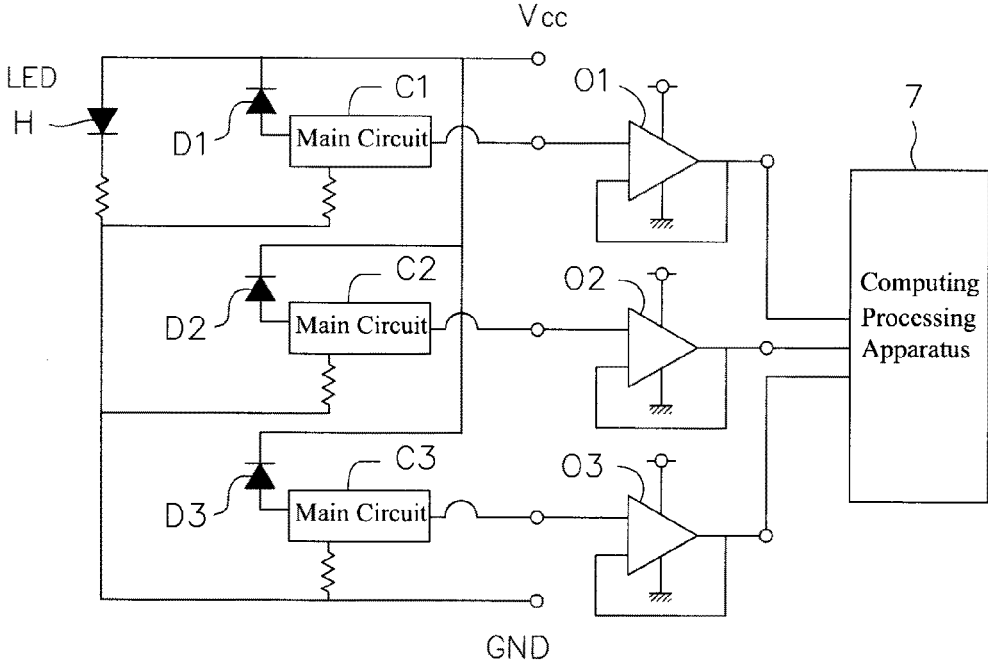 Vcc
LED
H
D1
C1
Main Circuit
O1
7
D2
C2
Main Circuit
O2
Computing
Processing
Apparatus
D3
C3
Main Circuit
O3
GND